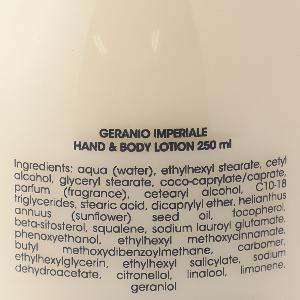 GERANIO IMPERIALE
HAND & BODY LOTION 250 ml
Ingredients: aqua (water), ethylhexyl stearate, cetyl
alcohol, glyceryl stearate, coco-caprylate/caprate,
parfum (fragrance), cetearyl alcohol, C10-18
triglycerides, stearic acid, dicaprylyl ether, helianthus
annuus (sunflower) seed oil, tocopherol,
beta-sitosterol, squalene, sodium lauroyl glutamate,
phenoxyethanol, ethylhexyl methoxycinnamate,
butyl methoxydibenzoylmethane, carbomer,
ethylhexylglycerin, ethylhexyl salicylate, sodium
dehydroacetate, citronellol, linalool, limonene,
geraniol